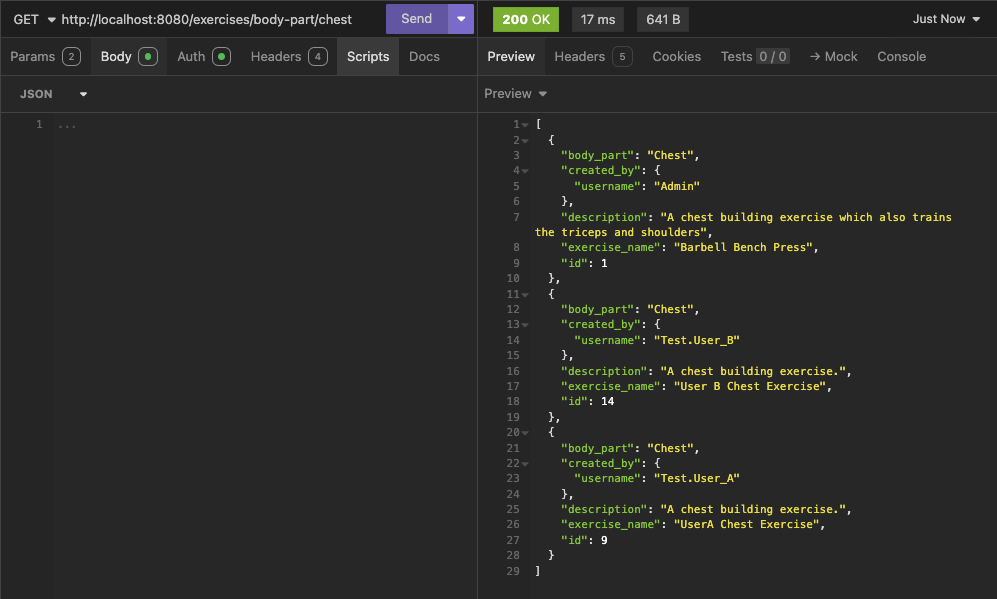 GET http://localhost:8080/exercises/body-part/chest Send 200 OK 17 ms 641 B Just Now
Params 2 Body Auth Headers 4 Scripts Docs Preview Headers 5 Cookies Tests 0 / 0 → Mock Console
JSON Preview
1 ...
1 [
2 {
3 "body_part": "Chest",
4 "created_by": {
5 "username": "Admin"
6 },
7 "description": "A chest building exercise which also trains
the triceps and shoulders",
8 "exercise_name": "Barbell Bench Press",
9 "id": 1
10 },
11 {
12 "body_part": "Chest",
13 "created_by": {
14 "username": "Test.User_B"
15 },
16 "description": "A chest building exercise.",
17 "exercise_name": "User B Chest Exercise",
18 "id": 14
19 },
20 {
21 "body_part": "Chest",
22 "created_by": {
23 "username": "Test.User_A"
24 },
25 "description": "A chest building exercise.",
26 "exercise_name": "UserA Chest Exercise",
27 "id": 9
28 }
29 ]